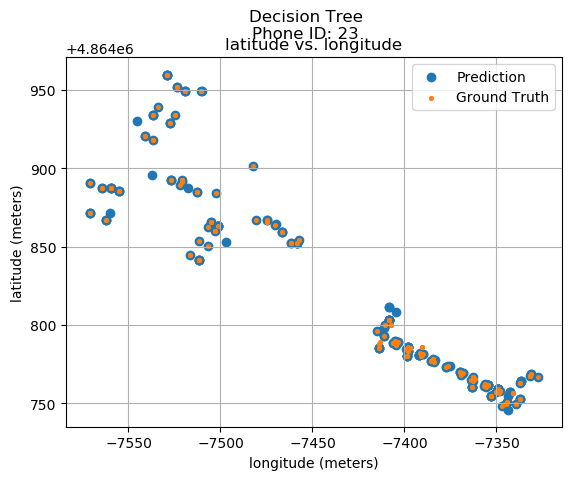 Decision Tree
Phone ID: 23
latitude vs. longitude
+4.864e6
950
900
850
800
750
latitude (meters)
−7550
−7500
−7450
−7400
−7350
longitude (meters)
Prediction
Ground Truth